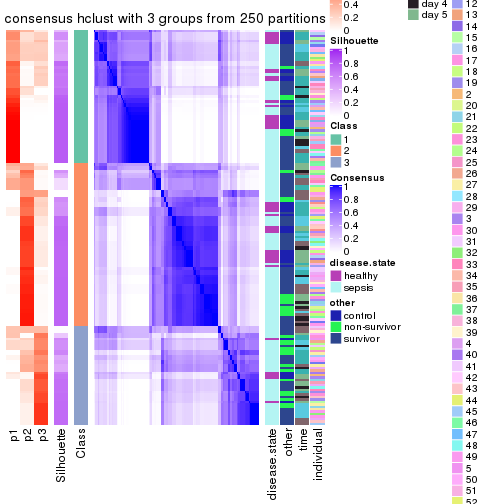 consensus hclust with 3 groups from 250 partitions
0.4
0.2
0
Silhouette
1
0.8
0.6
0.4
0.2
0
Class
1
2
3
Consensus
1
0.8
0.6
0.4
0.2
0
disease.state
healthy
sepsis
other
control
non-survivor
survivor
p1
p2
p3
Silhouette
Class
disease.state
other
time
individual
day 4
day 5
12
13
14
15
16
17
18
19
2
20
21
22
23
24
25
26
27
28
29
3
30
31
32
33
34
35
36
37
38
39
4
40
41
42
43
44
45
46
47
48
49
5
50
51
52